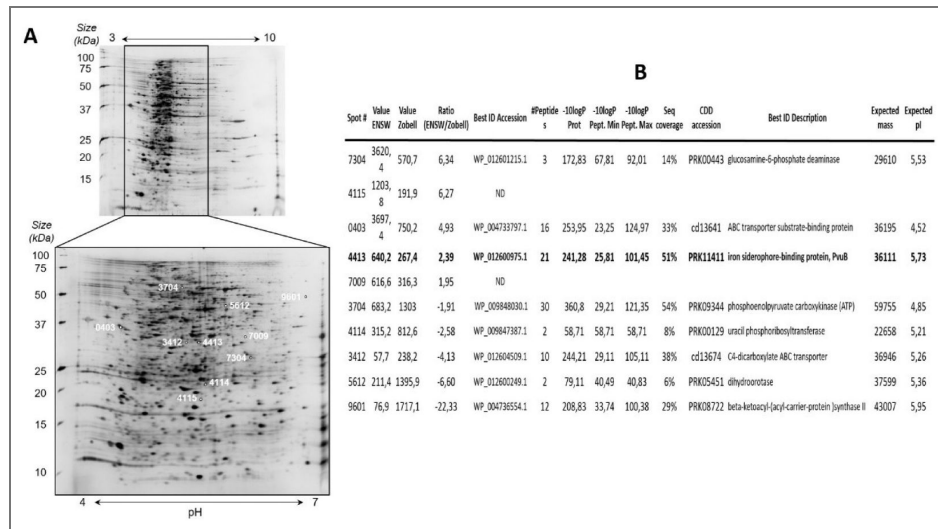 A
Size
(kDa)
3
10
100
75
50
37
25
20
15
Size
(kDa)
100
75
50
37
25
20
15
10
3704
5612
9601
0403
3412
4413
7009
7304
4114
4115
4
7
pH
B
Spot # Value ENSW Value Zobell Ratio (ENSW/Zobell) Best ID Accession #Peptide s -10logP Prot -10logP Pept. Min -10logP Pept. Max Seq coverage CDD accession Best ID Description Expected mass Expected pI
7304 3620,4 570,7 6,34 WP_012601215.1 3 172,83 67,81 92,01 14% PRK00443 glucosamine-6-phosphate deaminase 29610 5,53
4115 1203,8 191,9 6,27 ND
0403 3697,4 750,2 4,93 WP_004733797.1 16 253,95 23,25 124,97 33% cd13641 ABC transporter substrate-binding protein 36195 4,52
4413 640,2 267,4 2,39 WP_012600975.1 21 241,28 25,81 101,45 51% PRK11411 iron siderophore-binding protein, PvuB 36111 5,73
7009 616,6 316,3 1,95 ND
3704 683,2 1303 -1,91 WP_009848030.1 30 360,8 29,21 121,35 54% PRK09344 phosphoenolpyruvate carboxykinase (ATP) 59755 4,85
4114 315,2 812,6 -2,58 WP_009847387.1 2 58,71 58,71 58,71 8% PRK00129 uracil phosphoribosyltransferase 22658 5,21
3412 57,7 238,2 -4,13 WP_012604509.1 10 244,21 29,11 105,11 38% cd13674 C4-dicarboxylate ABC transporter 36946 5,26
5612 211,4 1395,9 -6,60 WP_012600249.1 2 79,11 40,49 40,83 6% PRK05451 dihydroorotase 37599 5,36
9601 76,9 1717,1 -22,33 WP_004736554.1 12 208,83 33,74 100,38 29% PRK08722 beta-ketoacyl-(acyl-carrier-protein )synthase II 43007 5,95